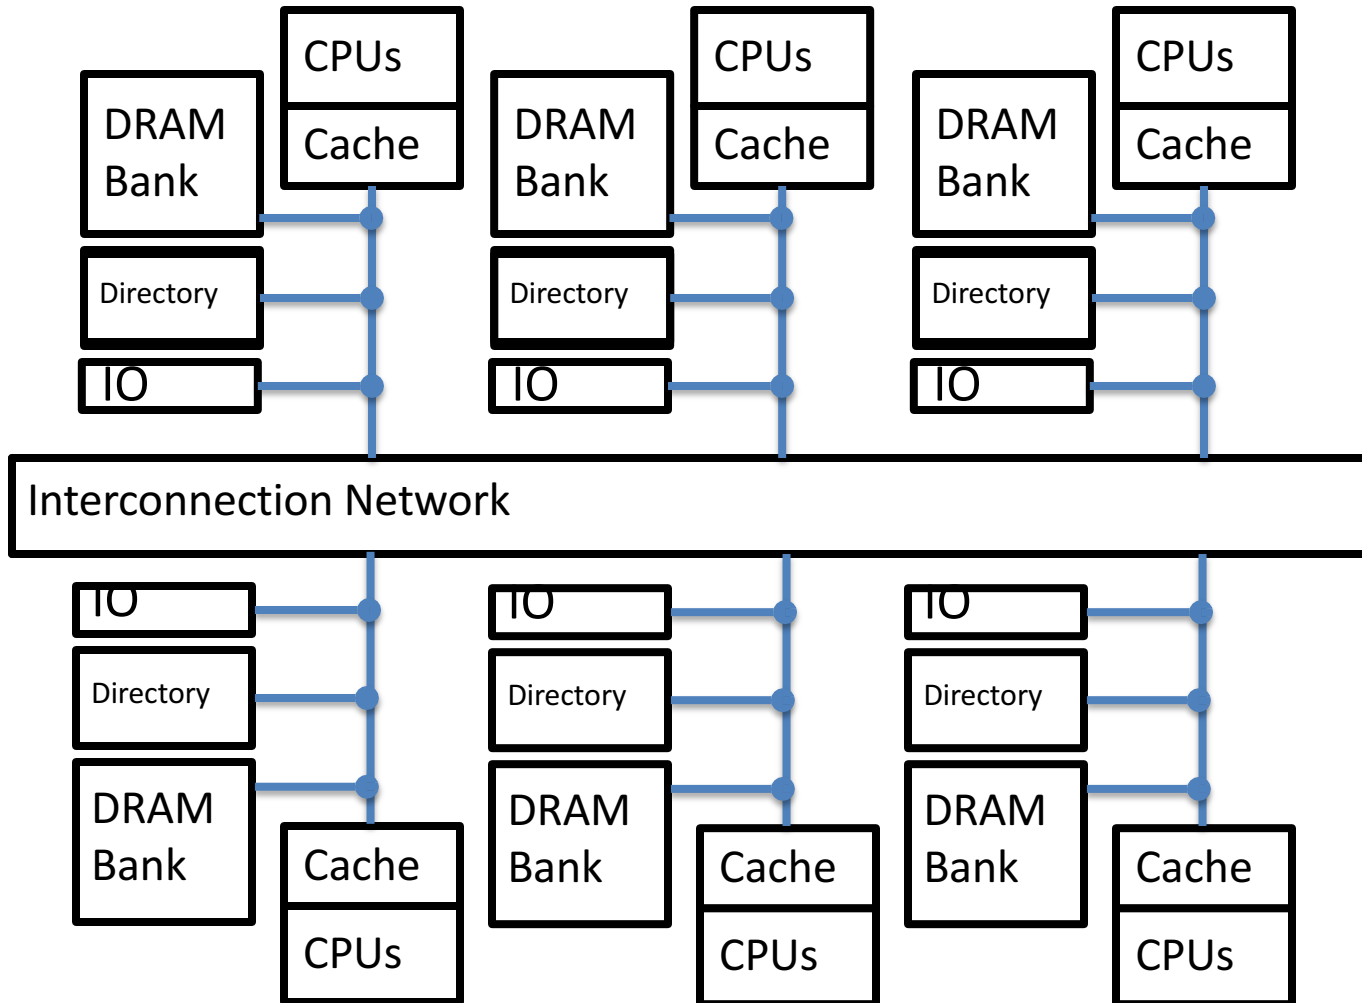 CPUs
Cache
DRAM
Bank
Directory
IO
CPUs
Cache
DRAM
Bank
Directory
IO
CPUs
Cache
DRAM
Bank
Directory
IO
Interconnection Network
IO
Directory
DRAM
Bank
Cache
CPUs
IO
Directory
DRAM
Bank
Cache
CPUs
IO
Directory
DRAM
Bank
Cache
CPUs